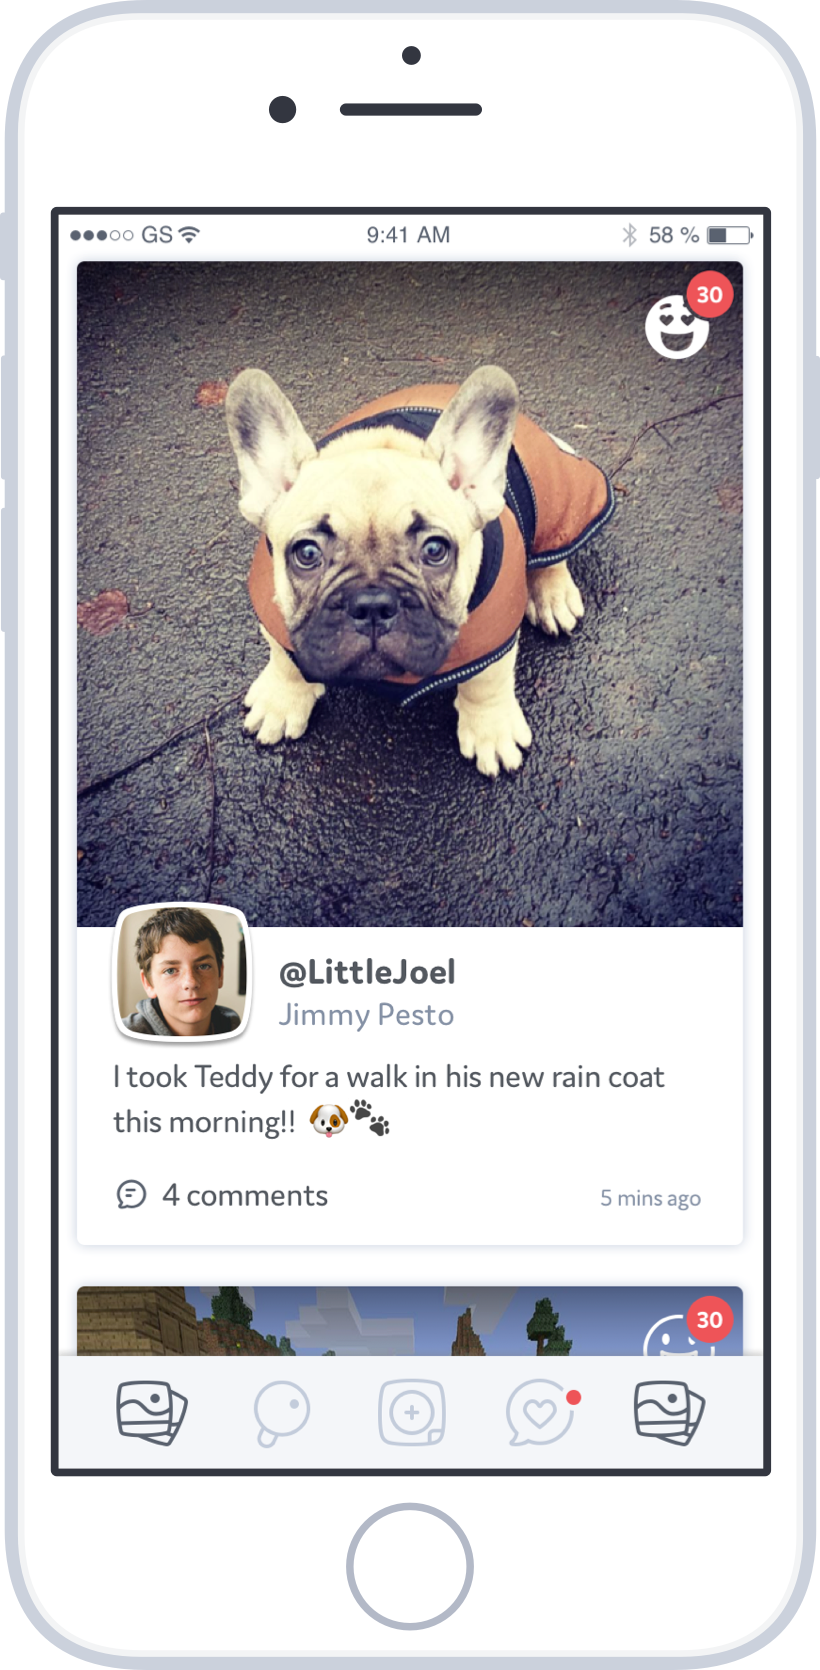 GS 9:41 AM 58 %
30
@LittleJoel
Jimmy Pesto
I took Teddy for a walk in his new rain coat
this morning!! 🐶🐾
4 comments 5 mins ago
30